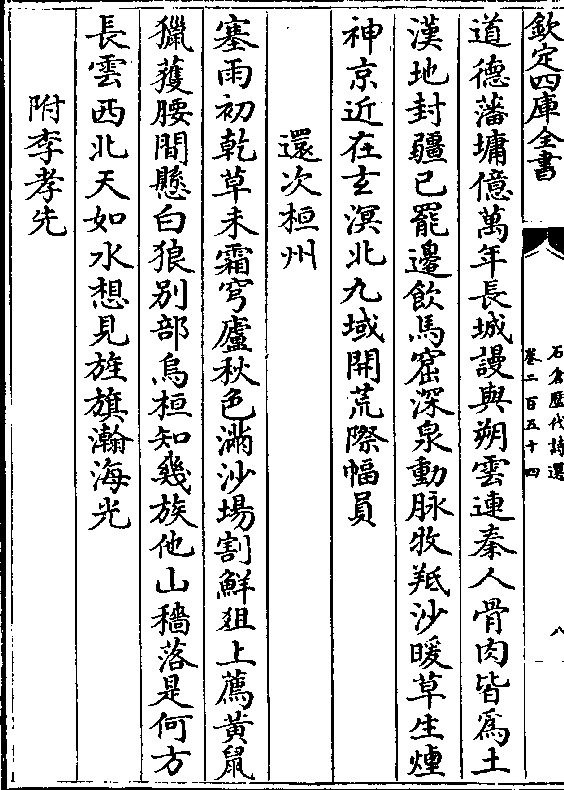 欽定四庫全書
石倉歷代詩選
卷二百五十四
八
道德藩墉億萬年長城謾與朔雲連秦人骨肉皆爲土
漢地封疆已罷邊飲馬窟深泉動脉牧羝沙暖草生煙
神京近在玄溟北九域開荒際幅員
還次桓州
塞雨初乾草未霜穹廬秋色滿沙場割鮮俎上薦黃鼠
獵獲腰間懸白狼別部烏桓知幾族他山穭落是何方
長雲西北天如水想見旌旗瀚海光
附李孝先